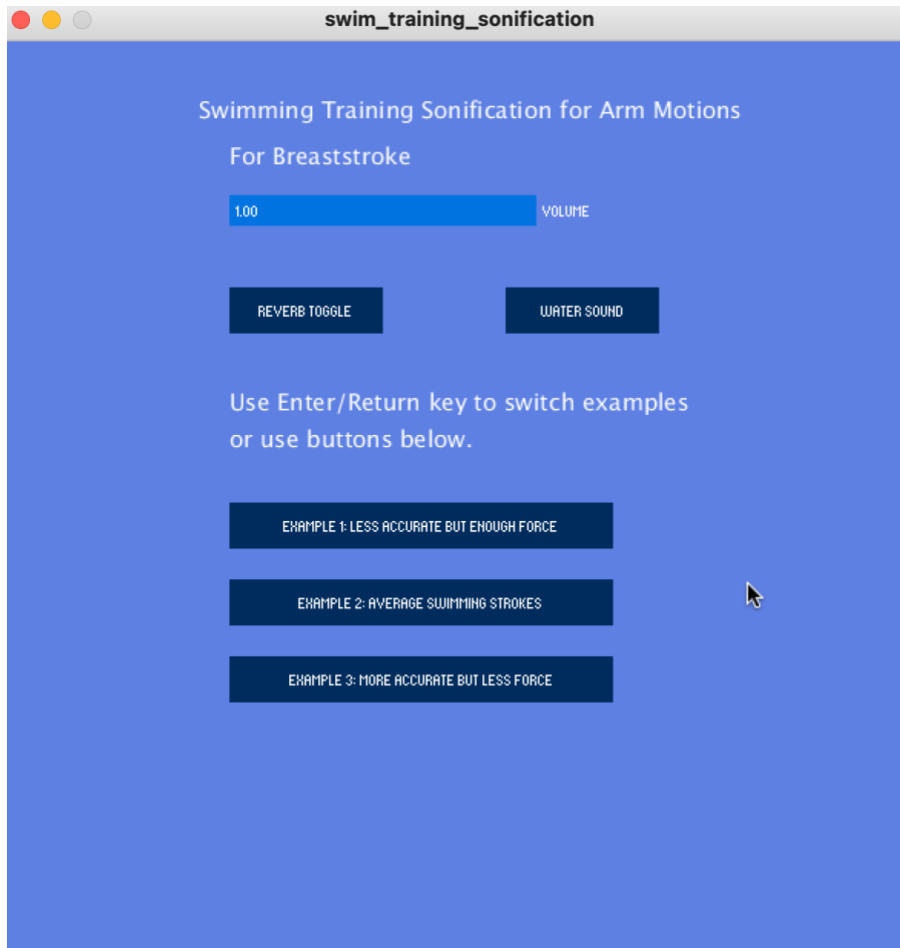 swim_training_sonification
Swimming Training Sonification for Arm Motions
For Breaststroke
1.00 VOLUME
REVERB TOGGLE WATER SOUND
Use Enter/Return key to switch examples
or use buttons below.
EXAMPLE 1: LESS ACCURATE BUT ENOUGH FORCE
EXAMPLE 2: AVERAGE SWIMMING STROKES
EXAMPLE 3: MORE ACCURATE BUT LESS FORCE